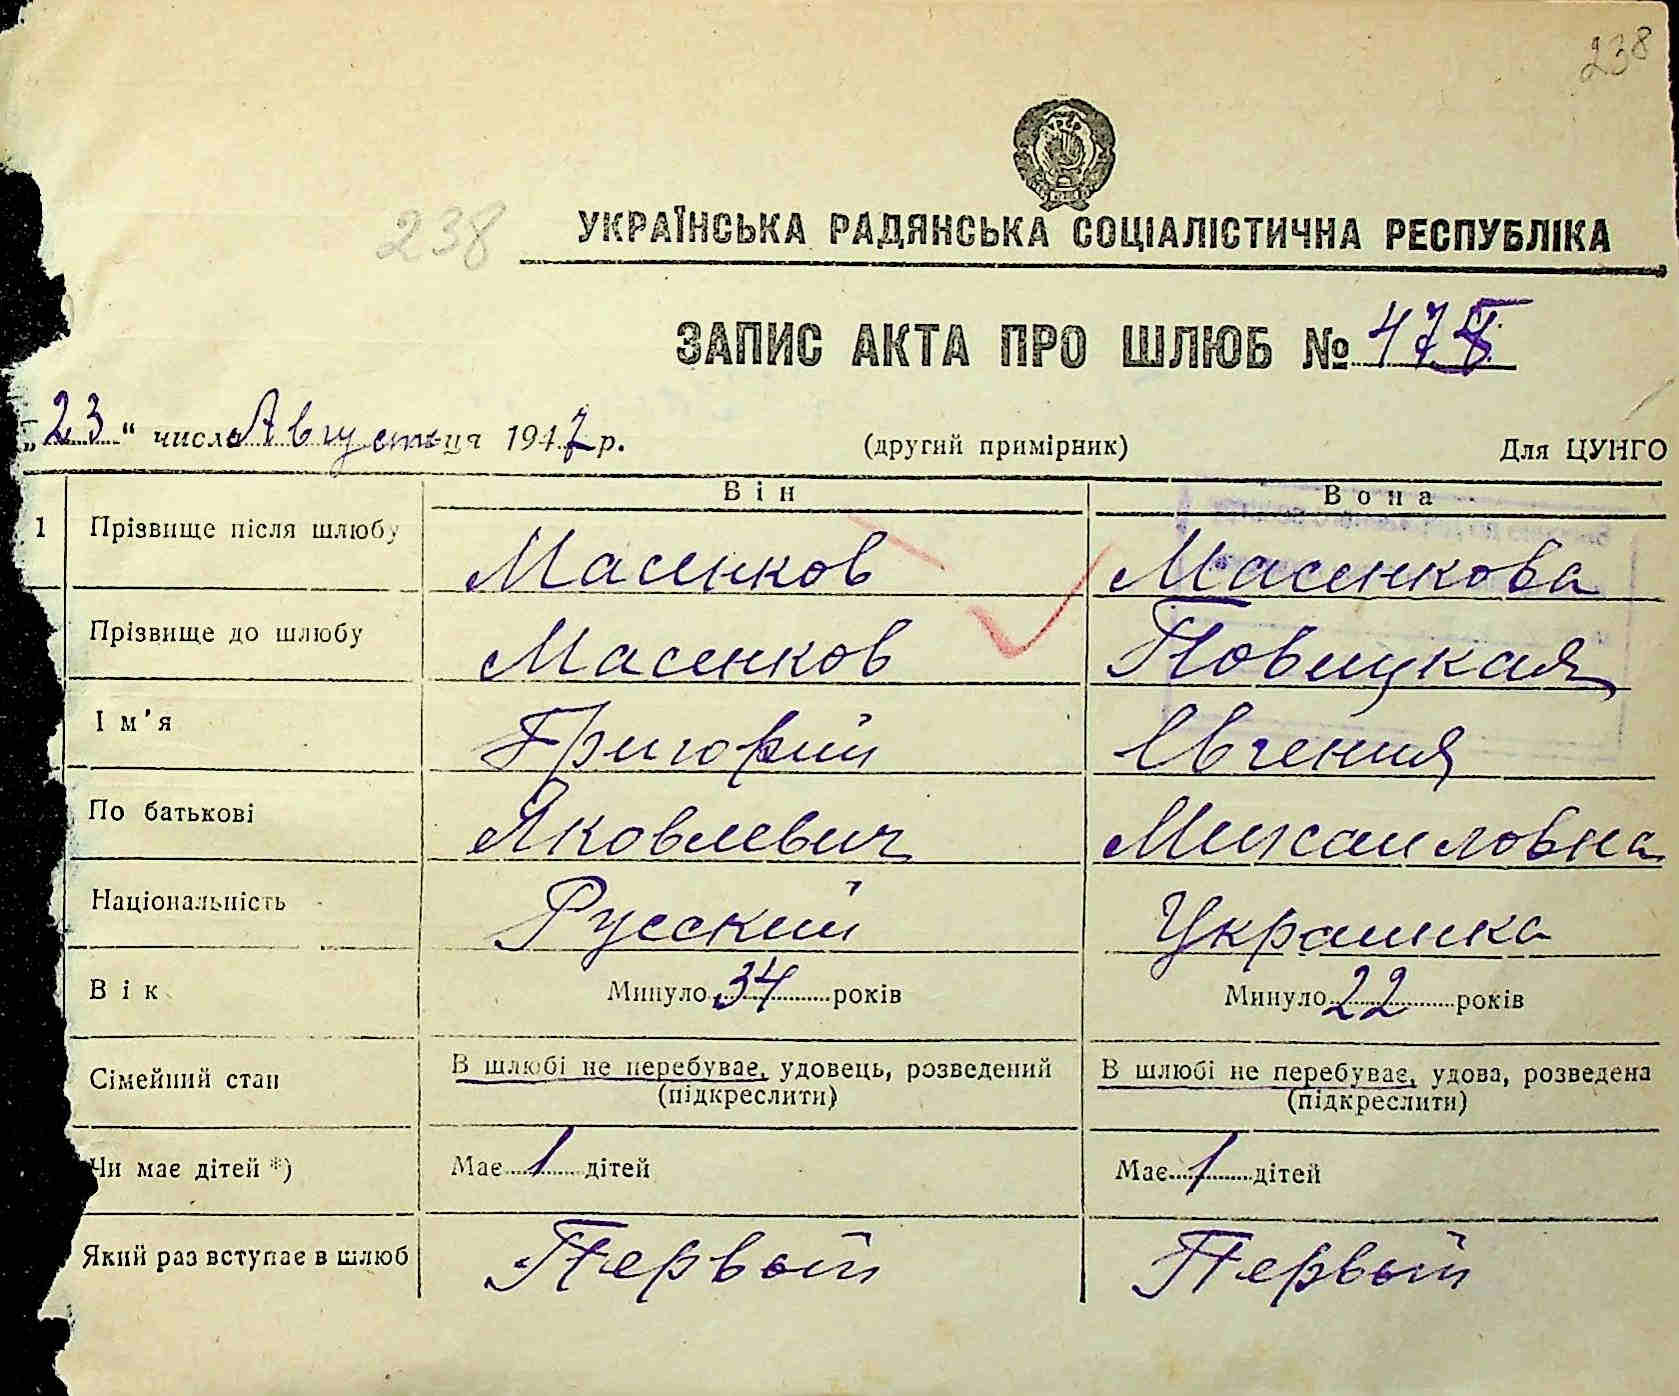 238
238
УКРАЇНСЬКА РАДЯНСЬКА СОЦІАЛІСТИЧНА РЕСПУБЛІКА
ЗАПИС АКТА ПРО ШЛЮБ № 475
„23“ числа Август ця 1947 р. (другий примірник) Для ЦУНГО
Він Вона
1 Прізвище після шлюбу Масенков Масенкова
Прізвище до шлюбу Масенков Повицкая
Ім'я Григорий Евгения
По батькові Яковлевич Михаиловна
Національність Русский Украинка
Вік Минуло 34 років Минуло 22 років
Сімейний стан В шлюбі не перебуває, удовець, розведений В шлюбі не перебуває, удова, розведена
(підкреслити) (підкреслити)
Чи має дітей *) Має 1 дітей Має 1 дітей
Який раз вступає в шлюб Первый Первый